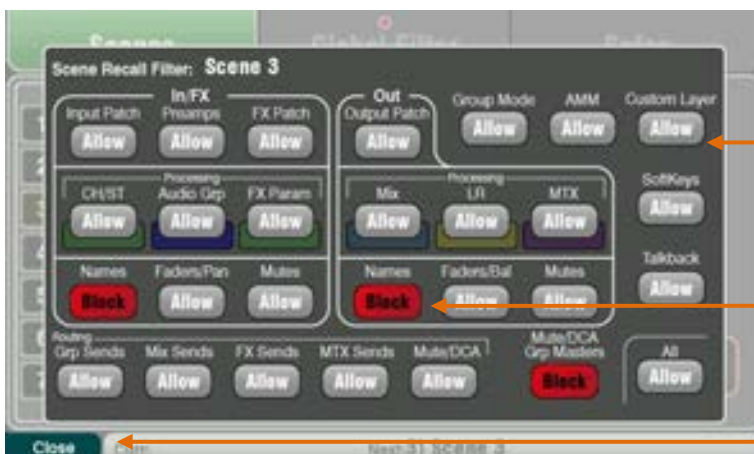 Scenes
Global Filter
Scene Recall Filter: Scene 3
In/FX
Out
Group Mode
AMM
Custom Layer
Input Patch
Preamps
FX Patch
Output Patch
Allow
Allow
Allow
Allow
Allow
Allow
Allow
Processing
Processing
SoftKeys
CH/ST
Audio Grp
FX Param
Mix
LR
MTX
Allow
Allow
Allow
Allow
Allow
Allow
Allow
Talkback
Names
Faders/Pan
Mutes
Names
Faders/Bal
Mutes
Block
Allow
Allow
Block
Allow
Allow
Allow
Routing
Grp Sends
Mix Sends
FX Sends
MTX Sends
Mute/DCA
Mute/DCA
Grp Masters
All
Allow
Allow
Allow
Allow
Allow
Block
Allow
Close
Next:3) Scene 3